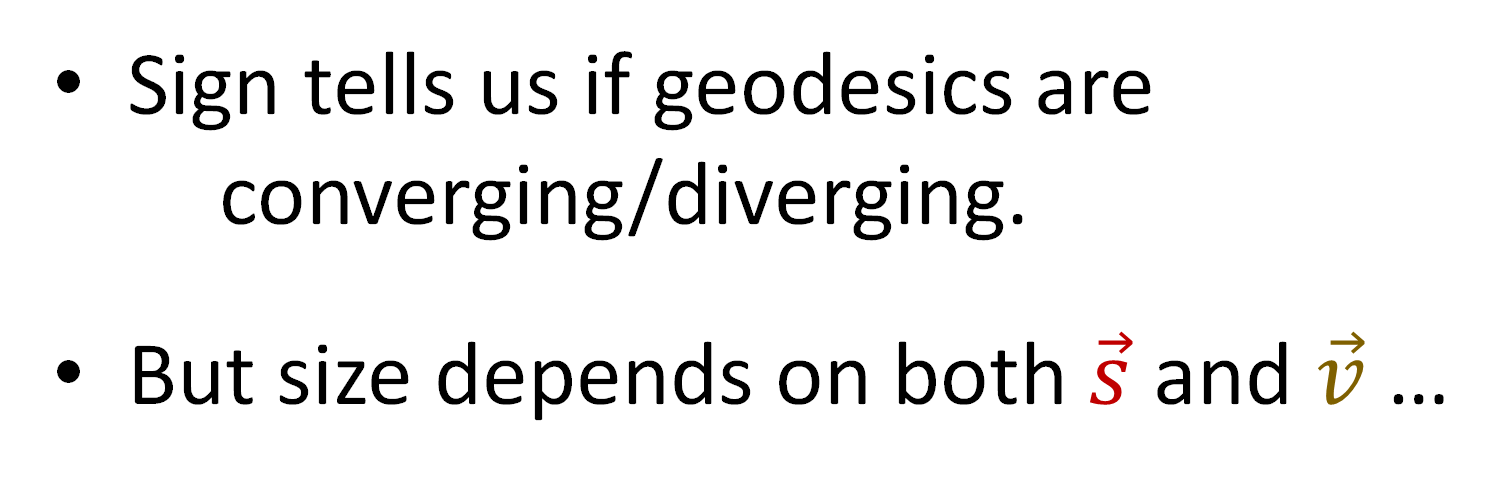 • Sign tells us if geodesics are
converging/diverging.
• But size depends on both s⃗ and v⃗ ...